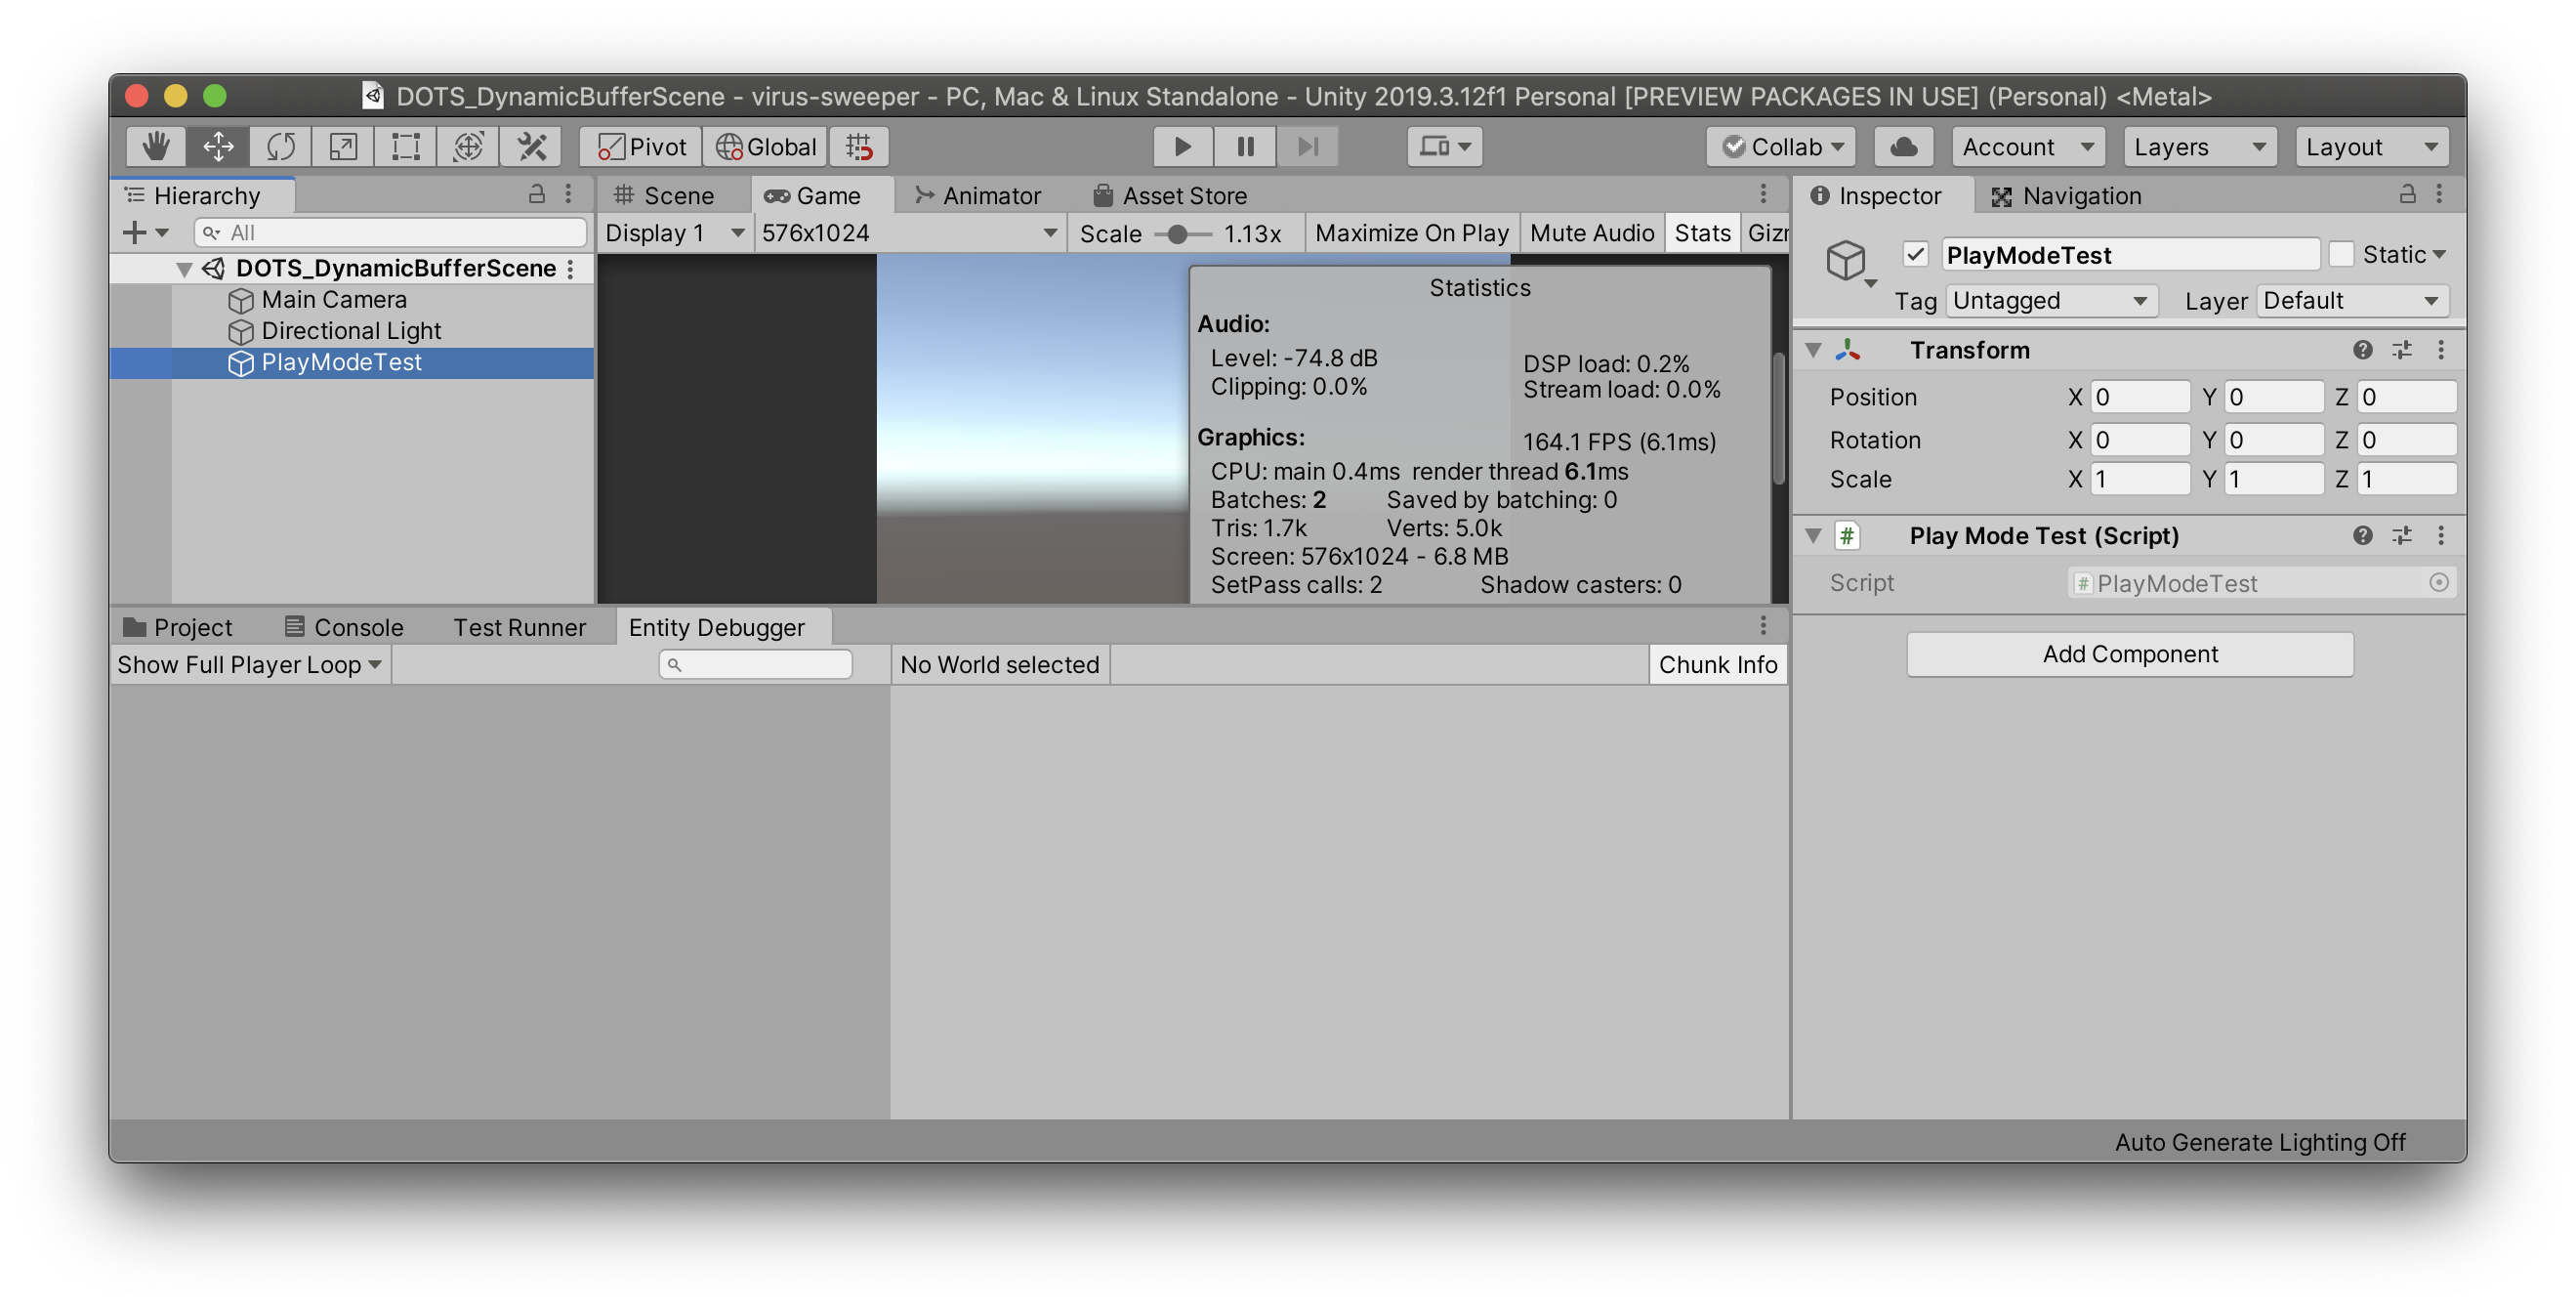 DOTS_DynamicBufferScene - virus-sweeper - PC, Mac & Linux Standalone - Unity 2019.3.12f1 Personal [PREVIEW PACKAGES IN USE] (Personal) <Metal>
Pivot Global Collab Account Layers Layout
Hierarchy
All
DOTS_DynamicBufferScene
Main Camera
Directional Light
PlayModeTest
Scene Game Animator Asset Store
Display 1 576x1024 Scale 1.13x Maximize On Play Mute Audio Stats Gizm
Statistics
Audio:
Level: -74.8 dB DSP load: 0.2%
Clipping: 0.0% Stream load: 0.0%
Graphics: 164.1 FPS (6.1ms)
CPU: main 0.4ms render thread 6.1ms
Batches: 2 Saved by batching: 0
Tris: 1.7k Verts: 5.0k
Screen: 576x1024 - 6.8 MB
SetPass calls: 2 Shadow casters: 0
Inspector Navigation
PlayModeTest Static
Tag Untagged Layer Default
Transform
Position X 0 Y 0 Z 0
Rotation X 0 Y 0 Z 0
Scale X 1 Y 1 Z 1
# Play Mode Test (Script)
Script # PlayModeTest
Add Component
Project Console Test Runner Entity Debugger
Show Full Player Loop No World selected Chunk Info
Auto Generate Lighting Off